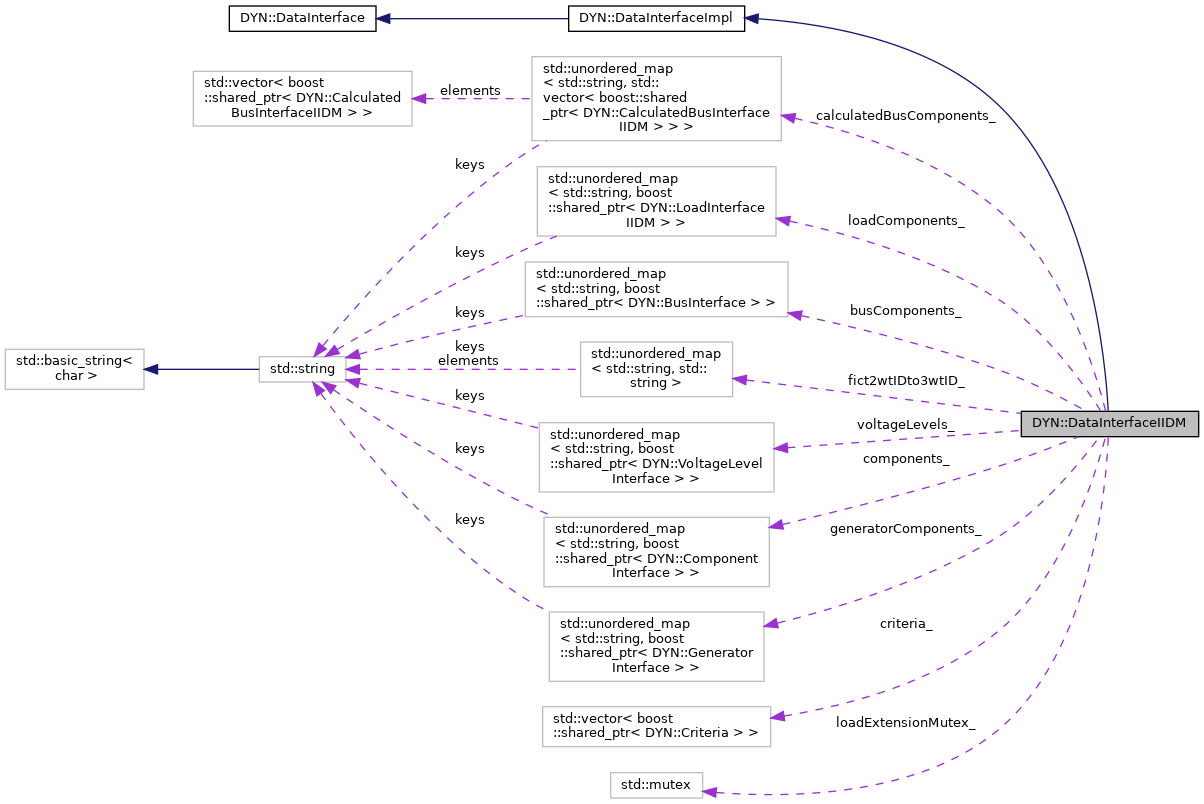 DYN::DataInterface
DYN::DataInterfaceImpl
std::vector< boost
::shared_ptr< DYN::Calculated
BusInterfaceIIDM > >
elements
std::unordered_map
< std::string, std::
vector< boost::shared
_ptr< DYN::CalculatedBusInterface
IIDM > > >
calculatedBusComponents_
keys
std::unordered_map
< std::string, boost
::shared_ptr< DYN::LoadInterface
IIDM > >
loadComponents_
keys
std::unordered_map
< std::string, boost
::shared_ptr< DYN::BusInterface > >
busComponents_
keys
std::basic_string<
char >
std::string
keys
elements
std::unordered_map
< std::string, std::
string >
fict2wtIDto3wtID_
DYN::DataInterfaceIIDM
keys
std::unordered_map
< std::string, boost
::shared_ptr< DYN::VoltageLevel
Interface > >
voltageLevels_
keys
std::unordered_map
< std::string, boost
::shared_ptr< DYN::Component
Interface > >
components_
keys
std::unordered_map
< std::string, boost
::shared_ptr< DYN::Generator
Interface > >
generatorComponents_
std::vector< boost
::shared_ptr< DYN::Criteria > >
criteria_
std::mutex
loadExtensionMutex_